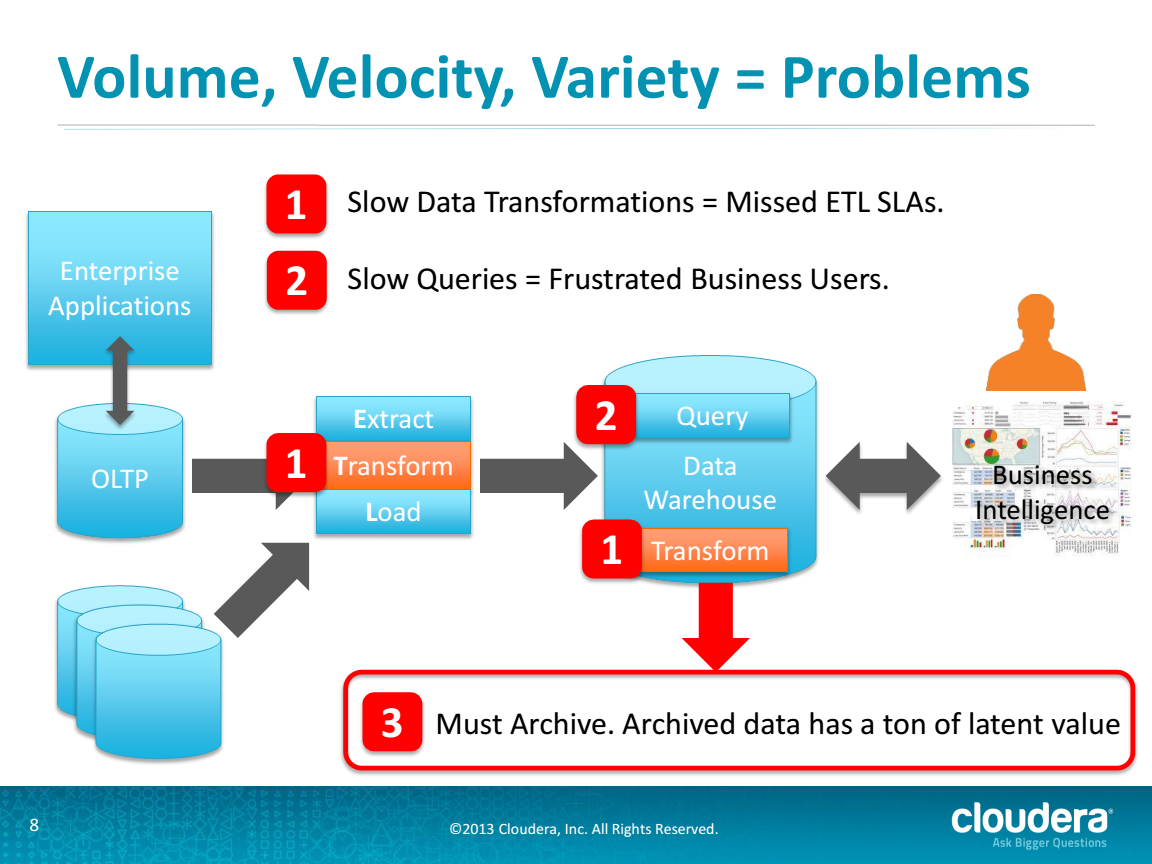 Volume, Velocity, Variety = Problems
1 Slow Data Transformations = Missed ETL SLAs.
2 Slow Queries = Frustrated Business Users.
Enterprise
Applications
OLTP
Extract
1 Transform
Load
2 Query
Data
Warehouse
1 Transform
Business
Intelligence
3 Must Archive. Archived data has a ton of latent value
8
©2013 Cloudera, Inc. All Rights Reserved.
cloudera®
Ask Bigger Questions